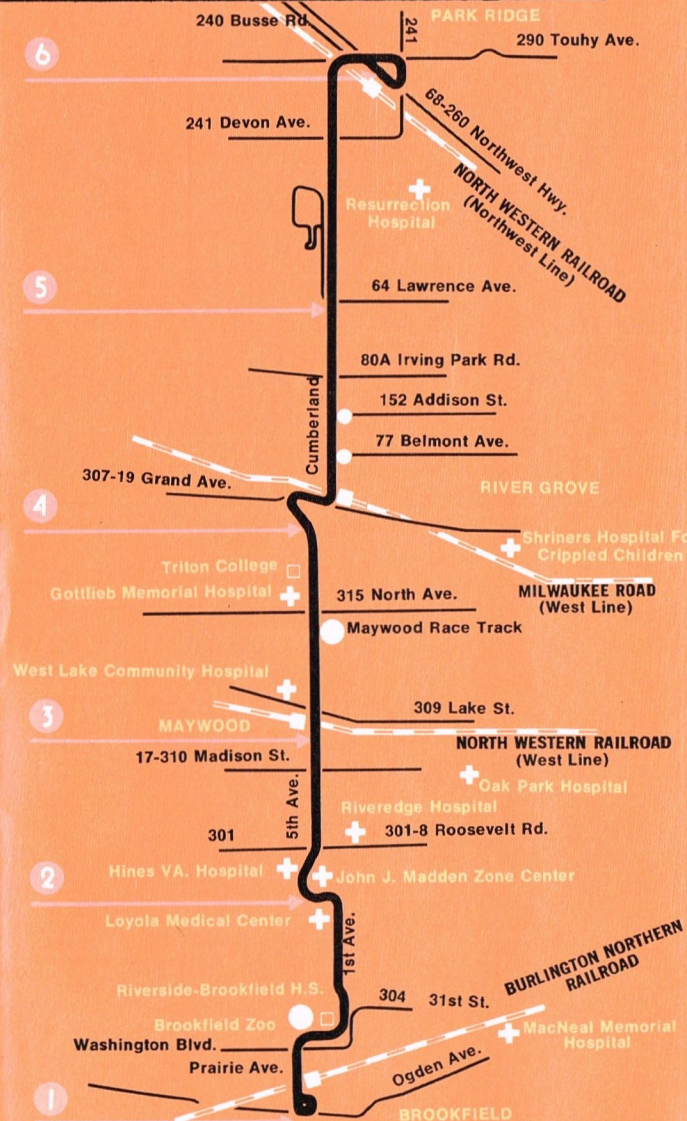 240 Busse Rd.
PARK RIDGE
241
290 Touhy Ave.
6
241 Devon Ave.
68-260 Northwest Hwy.
NORTH WESTERN RAILROAD
(Northwest Line)
Resurrection
Hospital
5
64 Lawrence Ave.
80A Irving Park Rd.
152 Addison St.
77 Belmont Ave.
Cumberland
307-19 Grand Ave.
RIVER GROVE
4
Shriners Hospital Fo
Crippled Children
Triton College
Gottlieb Memorial Hospital
315 North Ave.
MILWAUKEE ROAD
(West Line)
Maywood Race Track
West Lake Community Hospital
309 Lake St.
3
MAYWOOD
NORTH WESTERN RAILROAD
(West Line)
17-310 Madison St.
Oak Park Hospital
5th Ave.
Riveredge Hospital
301
301-8 Roosevelt Rd.
2
Hines VA. Hospital
John J. Madden Zone Center
Loyola Medical Center
1st Ave.
BURLINGTON NORTHERN
RAILROAD
Riverside-Brookfield H.S.
304
31st St.
Brookfield Zoo
MacNeal Memorial
Hospital
Washington Blvd.
Prairie Ave.
Ogden Ave.
1
BROOKFIELD